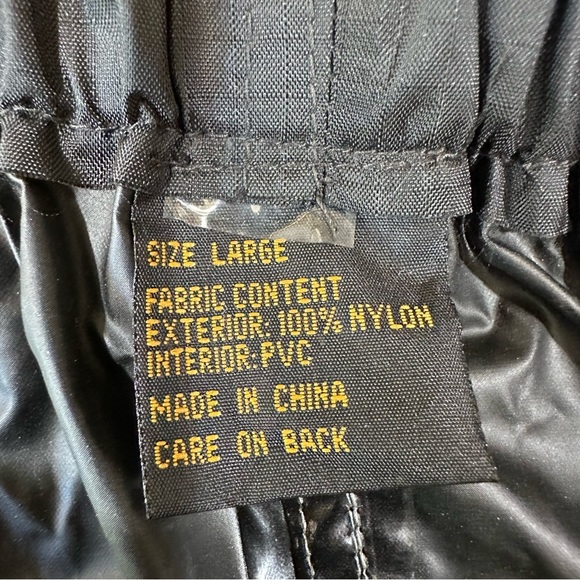 SIZE LARGE
FABRIC CONTENT
EXTERIOR: 100% NYLON
INTERIOR: PVC
MADE IN CHINA
CARE ON BACK